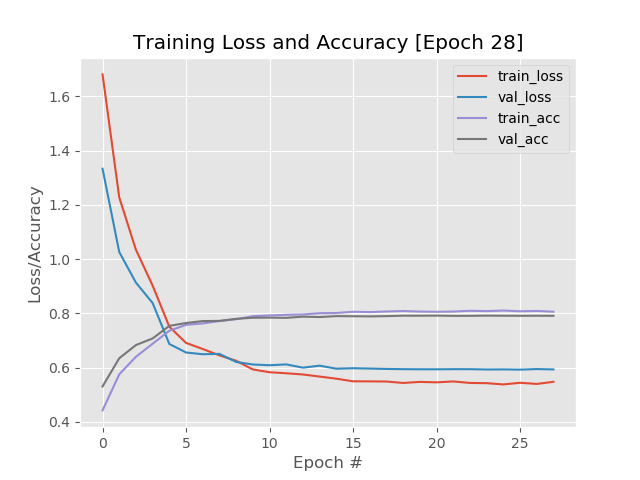 Training Loss and Accuracy [Epoch 28]
train_loss
val_loss
train_acc
val_acc
Loss/Accuracy
1.6
1.4
1.2
1.0
0.8
0.6
0.4
0 5 10 15 20 25
Epoch #